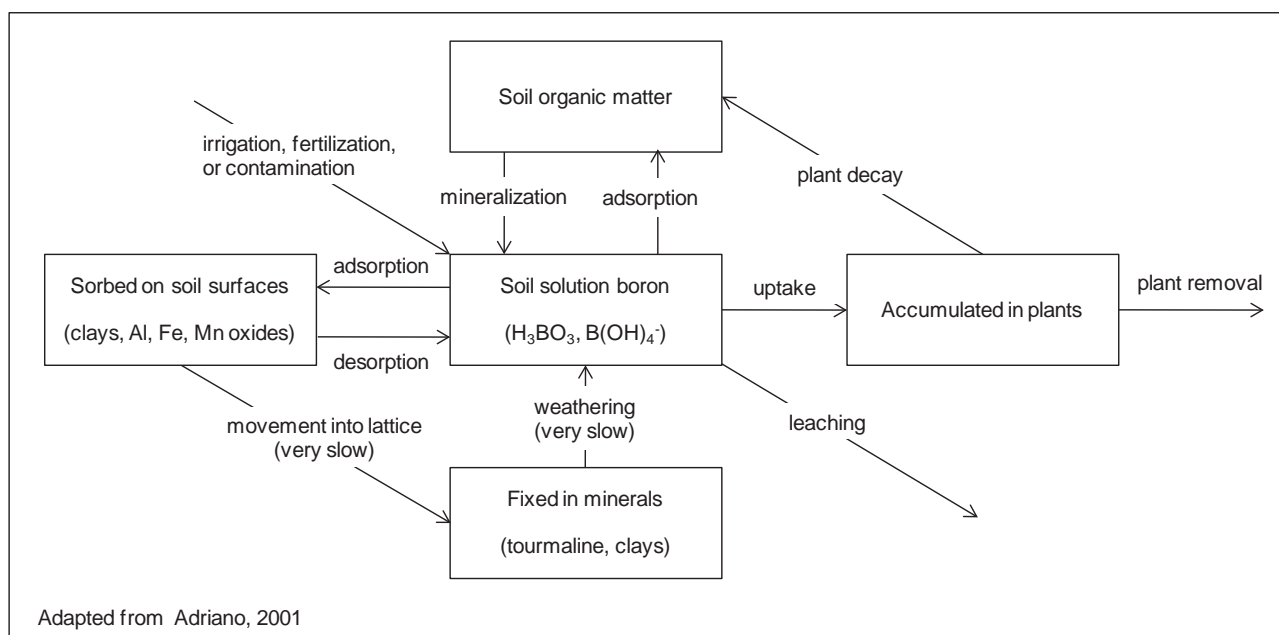 Soil organic matter
irrigation, fertilization,
or contamination
plant decay
mineralization
adsorption
adsorption
Sorbed on soil surfaces
(clays, Al, Fe, Mn oxides)
desorption
Soil solution boron
(H₃BO₃, B(OH)₄⁻)
uptake
Accumulated in plants
plant removal
movement into lattice
(very slow)
weathering
(very slow)
leaching
Fixed in minerals
(tourmaline, clays)
Adapted from Adriano, 2001